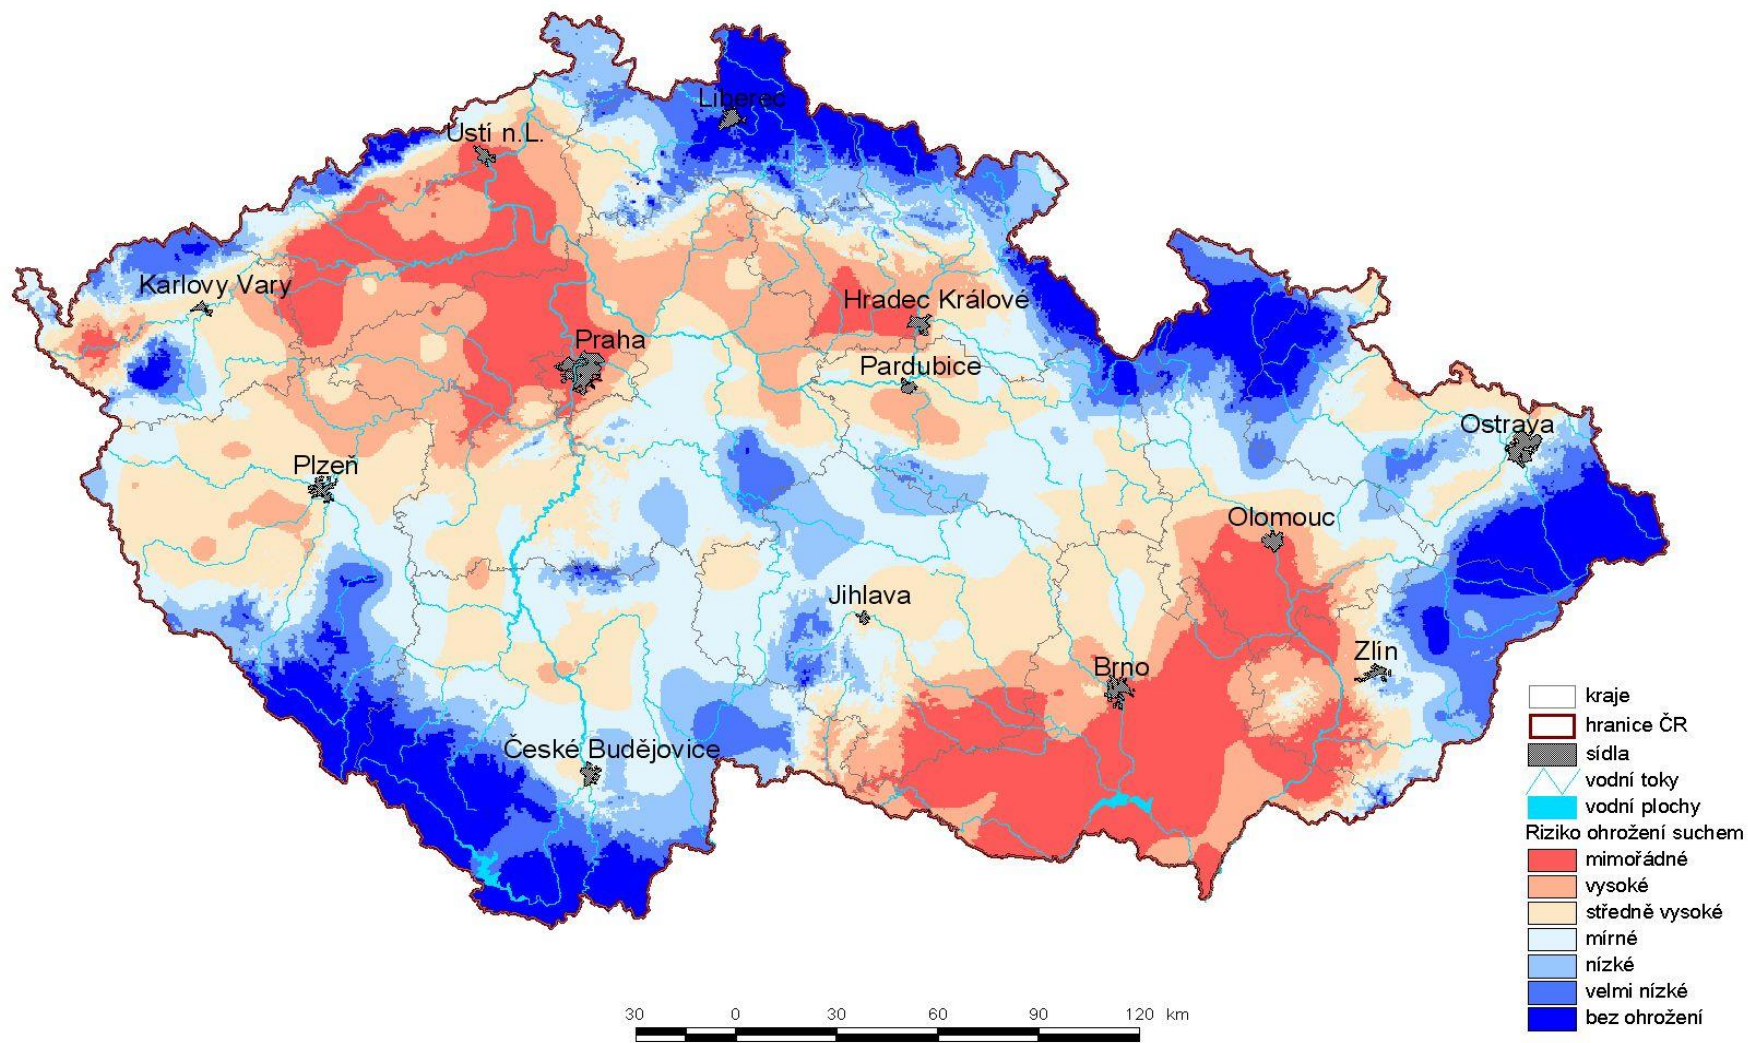 Liberec
Ústí n.L.
Karlovy Vary
Hradec Králové
Praha
Pardubice
Ostrava
Plzeň
Olomouc
Jihlava
Zlín
Brno
České Budějovice
kraje
hranice ČR
sídla
vodní toky
vodní plochy
Riziko ohrožení suchem
mimořádné
vysoké
středně vysoké
mírné
nízké
velmi nízké
bez ohrožení
30 0 30 60 90 120 km